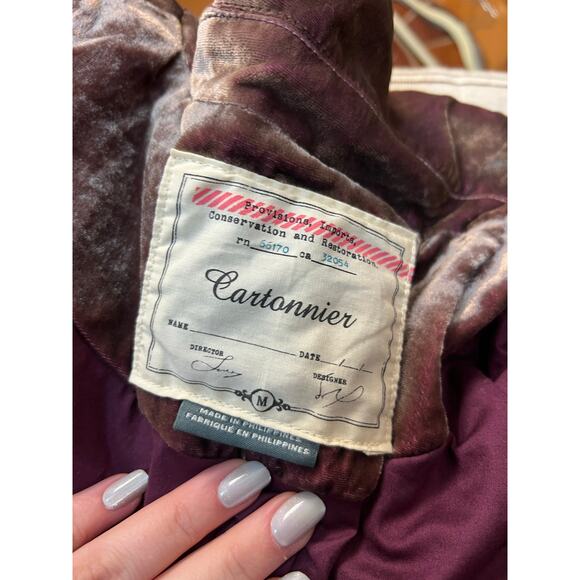 Provisions, Imports,
Conservation and Restoration.
rn 66170 ca 32054
Cartonnier
NAME DATE
DIRECTOR DESIGNER
M
MADE IN PHILIPPINES
FABRIQUÉ EN PHILIPPINES